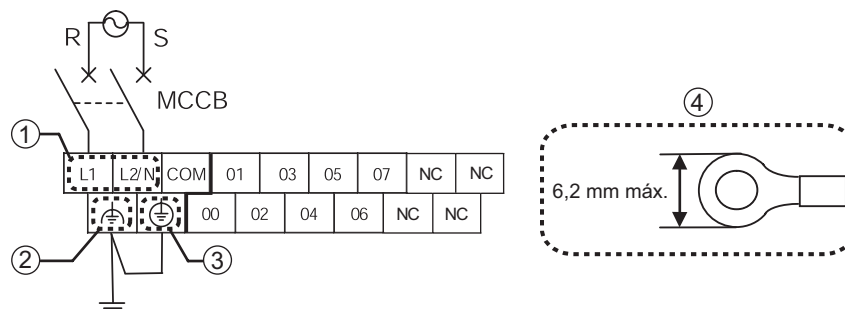 R S
MCCB
④
①
L1 L2/N COM 01 03 05 07 NC NC
6,2 mm máx.
00 02 04 06 NC NC
② ③